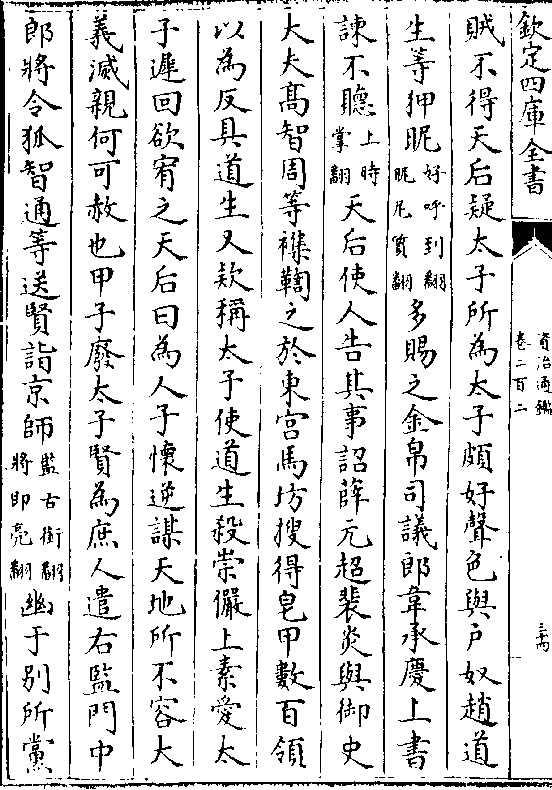 欽定四庫全書
資治通鑑
卷二百二
賊不得天后疑太子所為太子頗好聲色與戶奴趙道
生等狎昵好呼到翻昵尼質翻多賜之金帛司議郎韋承慶上書
諫不聽上時掌翻天后使人告其事詔薛元超裴炎與御史
大夫髙智周等襍鞫之於東宫馬坊搜得皂甲數百領
以為反具道生又欵稱太子使道生殺崇儼上素愛太
子遲回欲宥之天后曰為人子懷逆謀天地所不容大
義滅親何可赦也甲子廢太子賢為庶人遣右監門中
郎將令狐智通等送賢詣京師監古銜翻將即亮翻幽于別所黨